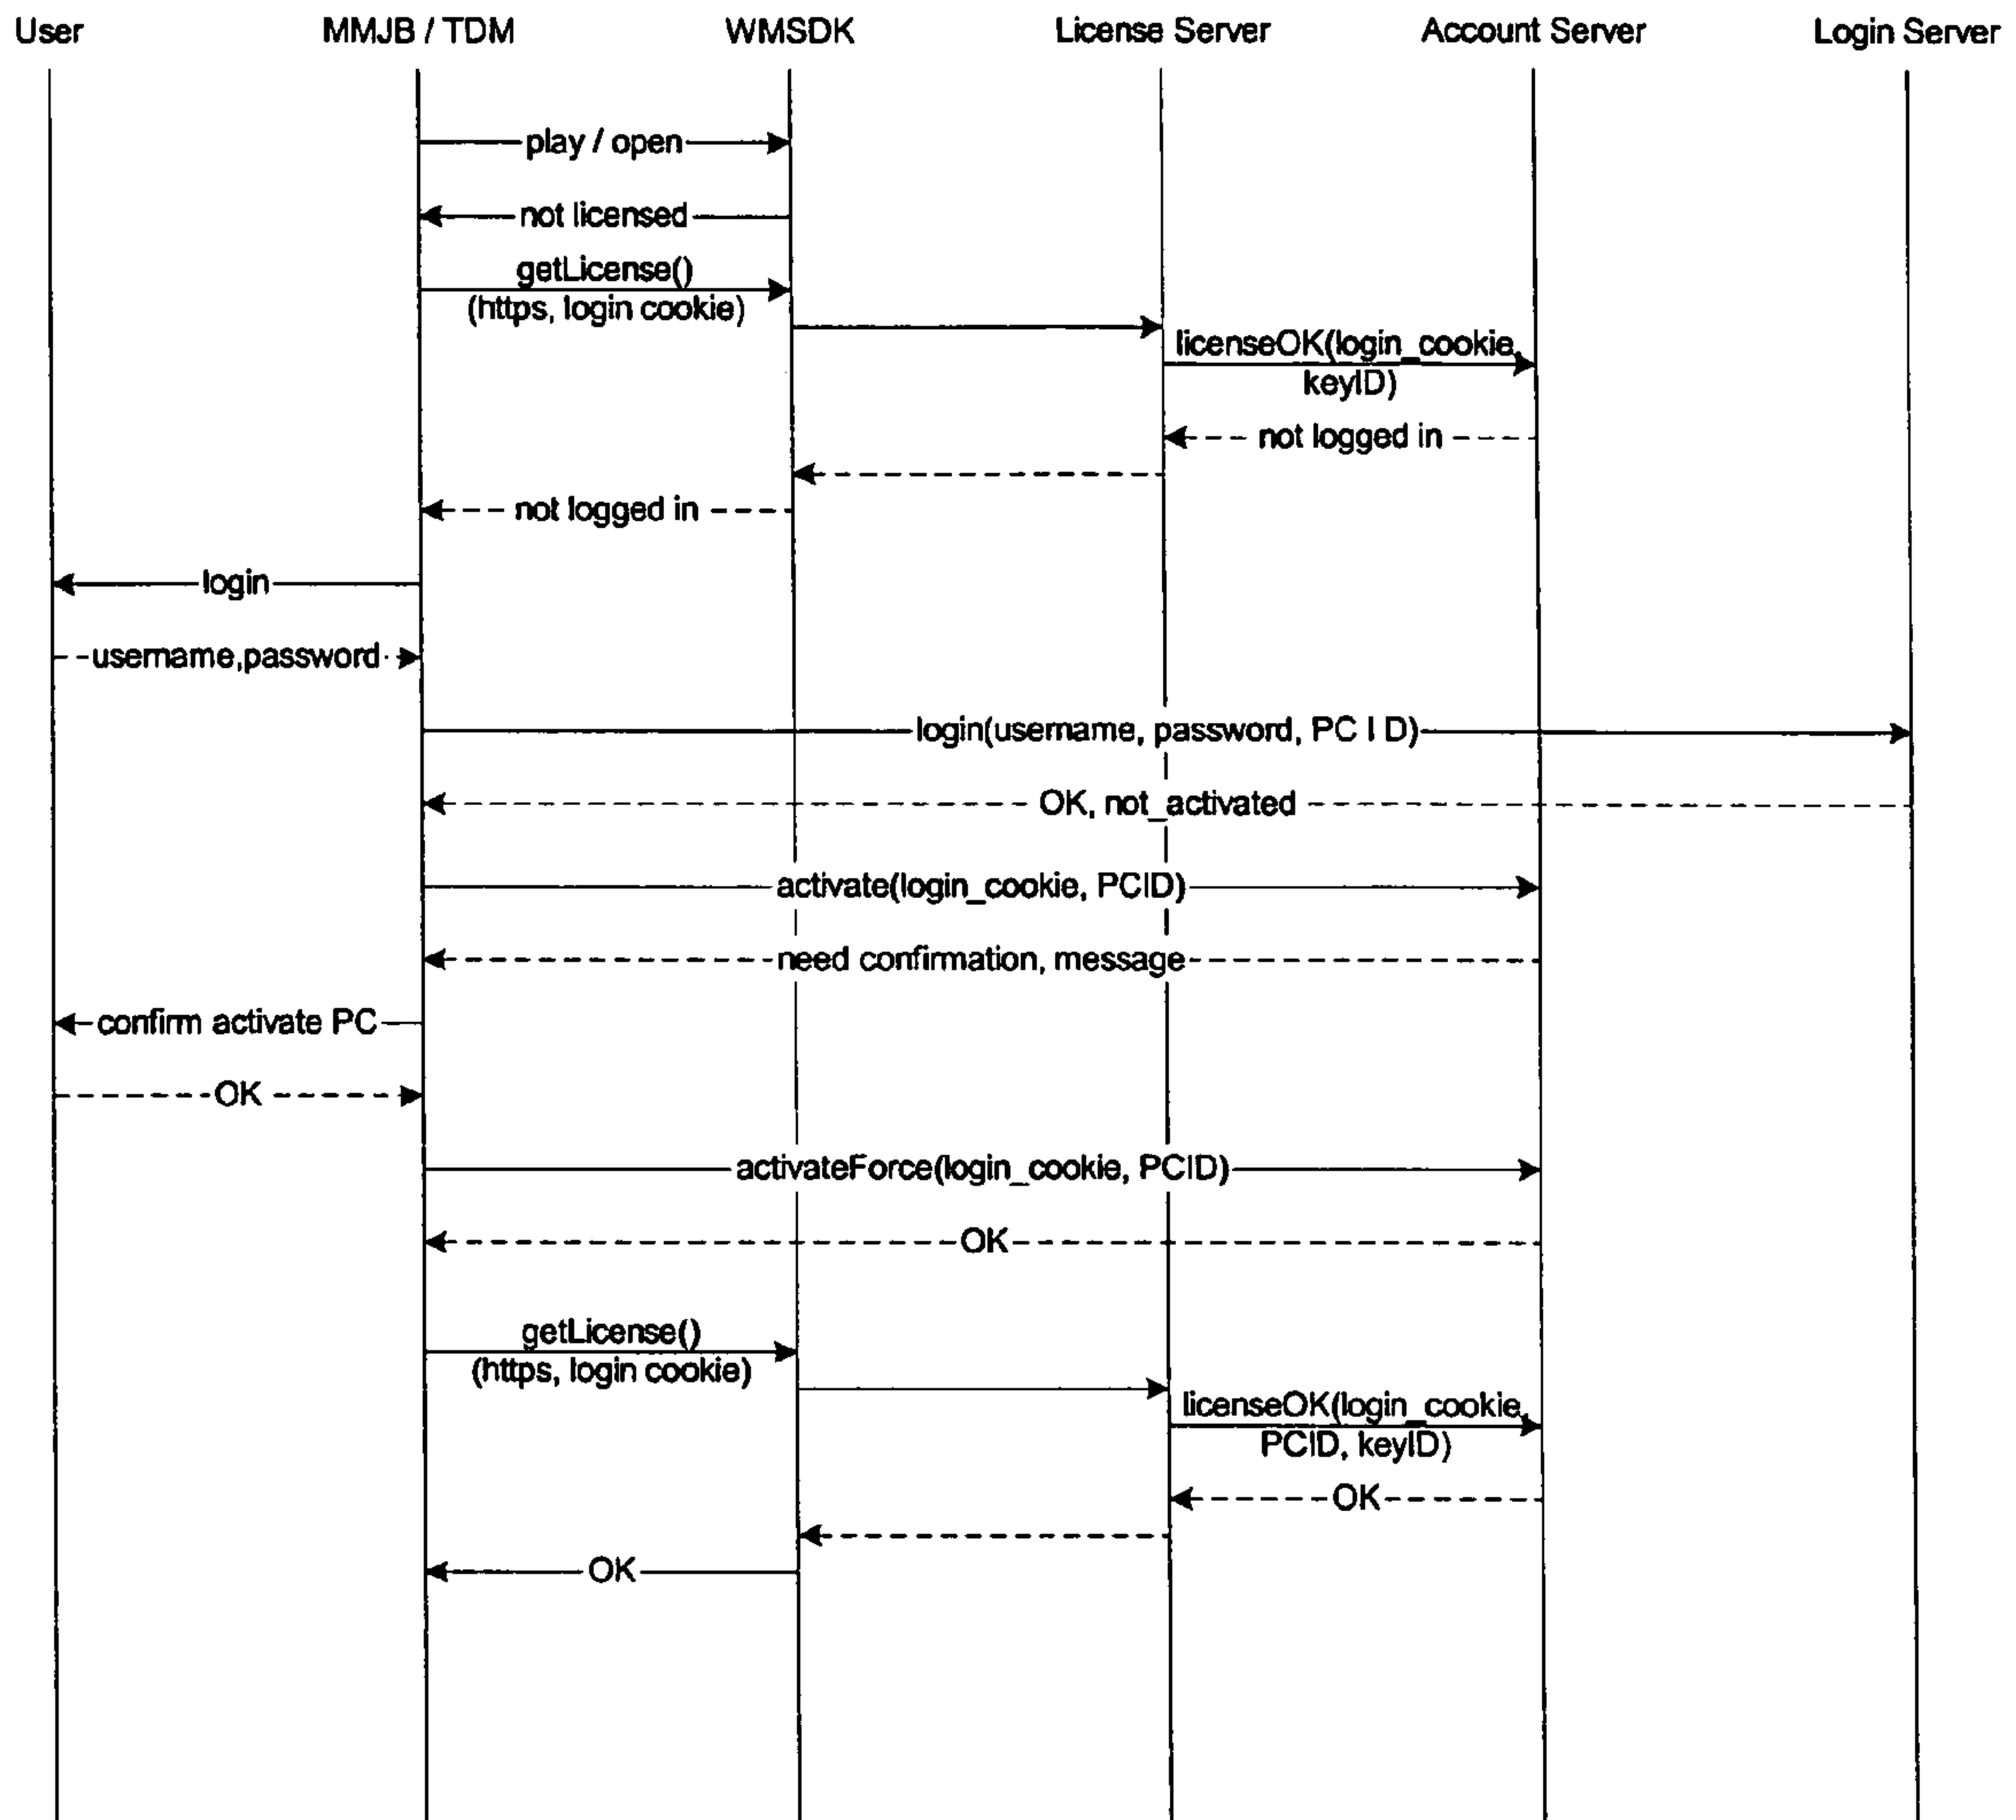 User MMJB / TDM WMSDK License Server Account Server Login Server
play / open
not licensed
getLicense()
(https, login cookie)
licenseOK(login_cookie,
keyID)
not logged in
not logged in
login
username,password
login(username, password, PC I D)
OK, not_activated
activate(login_cookie, PCID)
need confirmation, message
confirm activate PC
OK
activateForce(login_cookie, PCID)
OK
getLicense()
(https, login cookie)
licenseOK(login_cookie,
PCID, keyID)
OK
OK